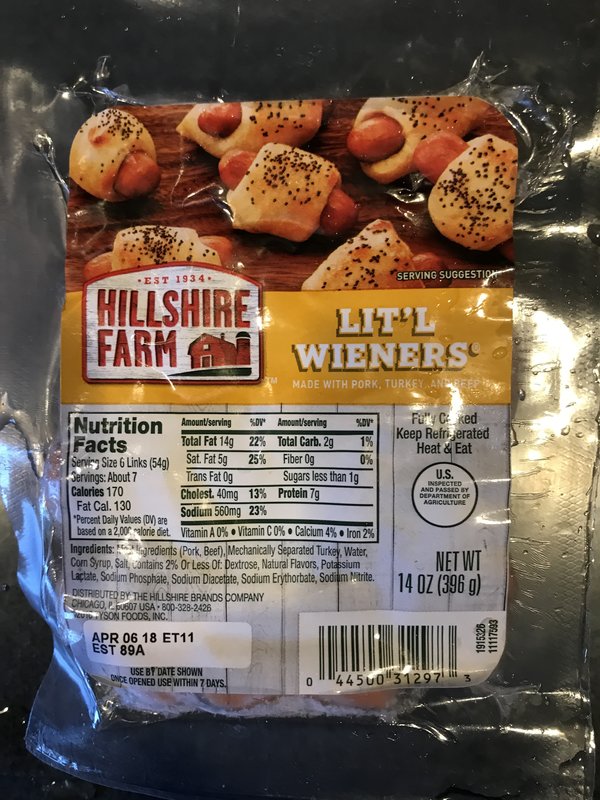 SERVING SUGGESTION
• EST 1934 •
HILLSHIRE
FARM
TM
LIT'L
WIENERS®
MADE WITH PORK, TURKEY, AND BEEF
Nutrition
Facts
Serving Size 6 Links (54g)
Servings: About 7
Calories 170
Fat Cal. 130
*Percent Daily Values (DV) are
based on a 2,000 calorie diet.
Amount/serving %DV* Amount/serving %DV*
Total Fat 14g 22% Total Carb. 2g 1%
Sat. Fat 5g 25% Fiber 0g 0%
Trans Fat 0g Sugars less than 1g
Cholest. 40mg 13% Protein 7g
Sodium 560mg 23%
Vitamin A 0% • Vitamin C 0% • Calcium 4% • Iron 2%
Fully Cooked
Keep Refrigerated
Heat & Eat
U.S.
INSPECTED
AND PASSED BY
DEPARTMENT OF
AGRICULTURE
Ingredients: Meat Ingredients (Pork, Beef), Mechanically Separated Turkey, Water,
Corn Syrup, Salt, Contains 2% Or Less Of: Dextrose, Natural Flavors, Potassium
Lactate, Sodium Phosphate, Sodium Diacetate, Sodium Erythorbate, Sodium Nitrite.
DISTRIBUTED BY THE HILLSHIRE BRANDS COMPANY
CHICAGO, IL 60607 USA • 800-328-2426
TYSON FOODS, INC.
NET WT
14 OZ (396 g)
APR 06 18 ET11
EST 89A
USE BY DATE SHOWN
ONCE OPENED USE WITHIN 7 DAYS.
0 44500 31297 3
1915326
11117593